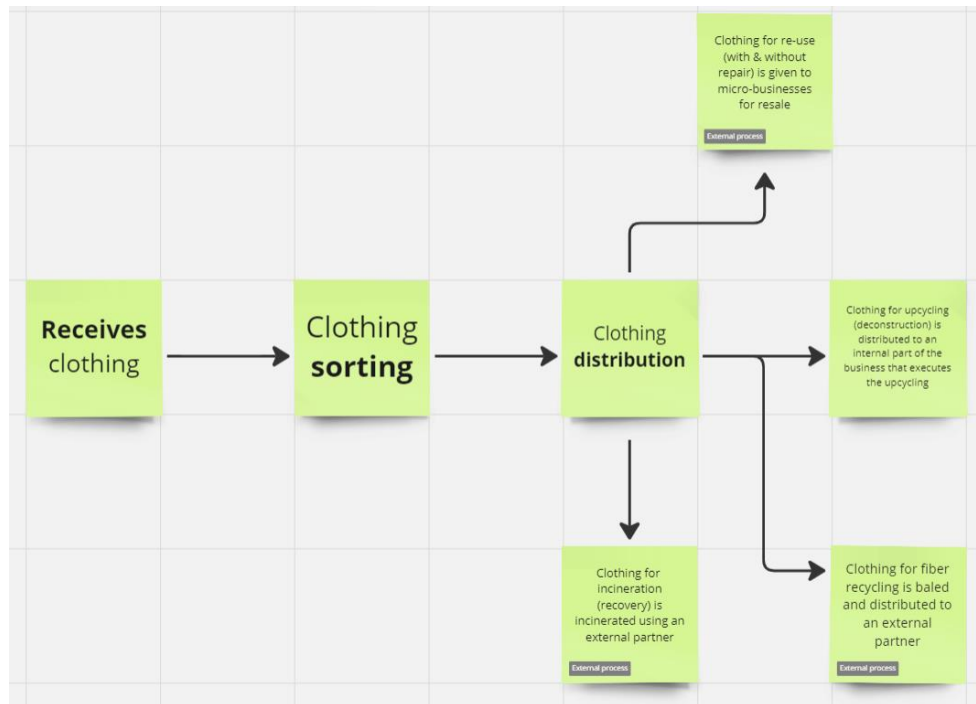 Clothing for re-use
(with & without
repair) is given to
micro-businesses
for resale
External process
Receives
clothing
Clothing
sorting
Clothing
distribution
Clothing for upcycling
(deconstruction) is
distributed to an
internal part of the
business that executes
the upcycling
Clothing for
incineration
(recovery) is
incinerated using an
external partner
External process
Clothing for fiber
recycling is baled
and distributed to
an external
partner
External process